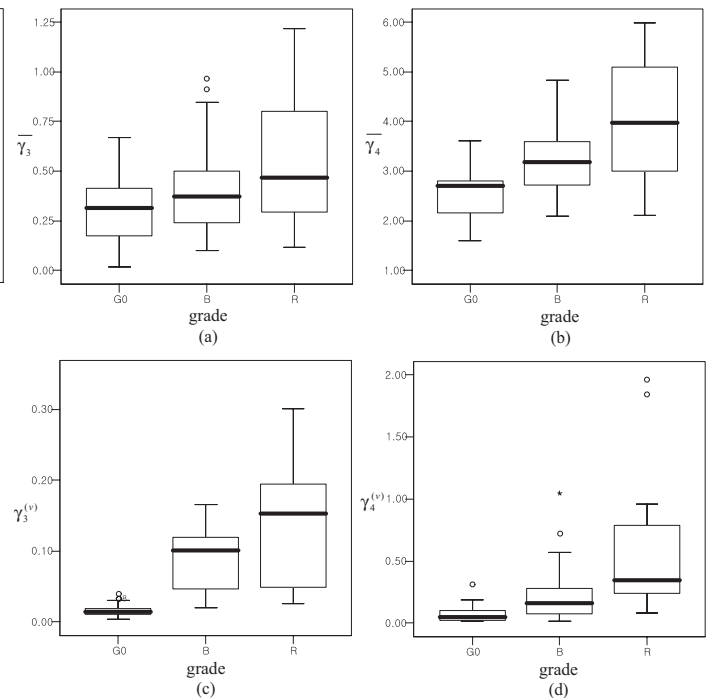 1.25
1.00
0.75
0.50
0.25
0.00
γ̅₃
G0 B R
grade
(a)
6.00
5.00
4.00
3.00
2.00
1.00
γ̅₄
G0 B R
grade
(b)
0.30
0.20
0.10
0.00
γ₃⁽ᵛ⁾
G0 B R
grade
(c)
2.00
1.50
1.00
0.50
0.00
γ₄⁽ᵛ⁾
G0 B R
grade
(d)